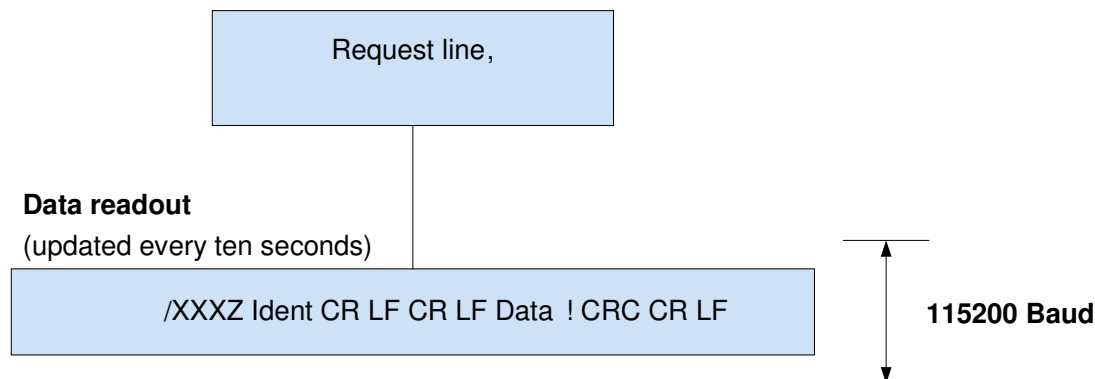 Request line,
Data readout
(updated every ten seconds)
/XXXZ Ident CR LF CR LF Data ! CRC CR LF
115200 Baud